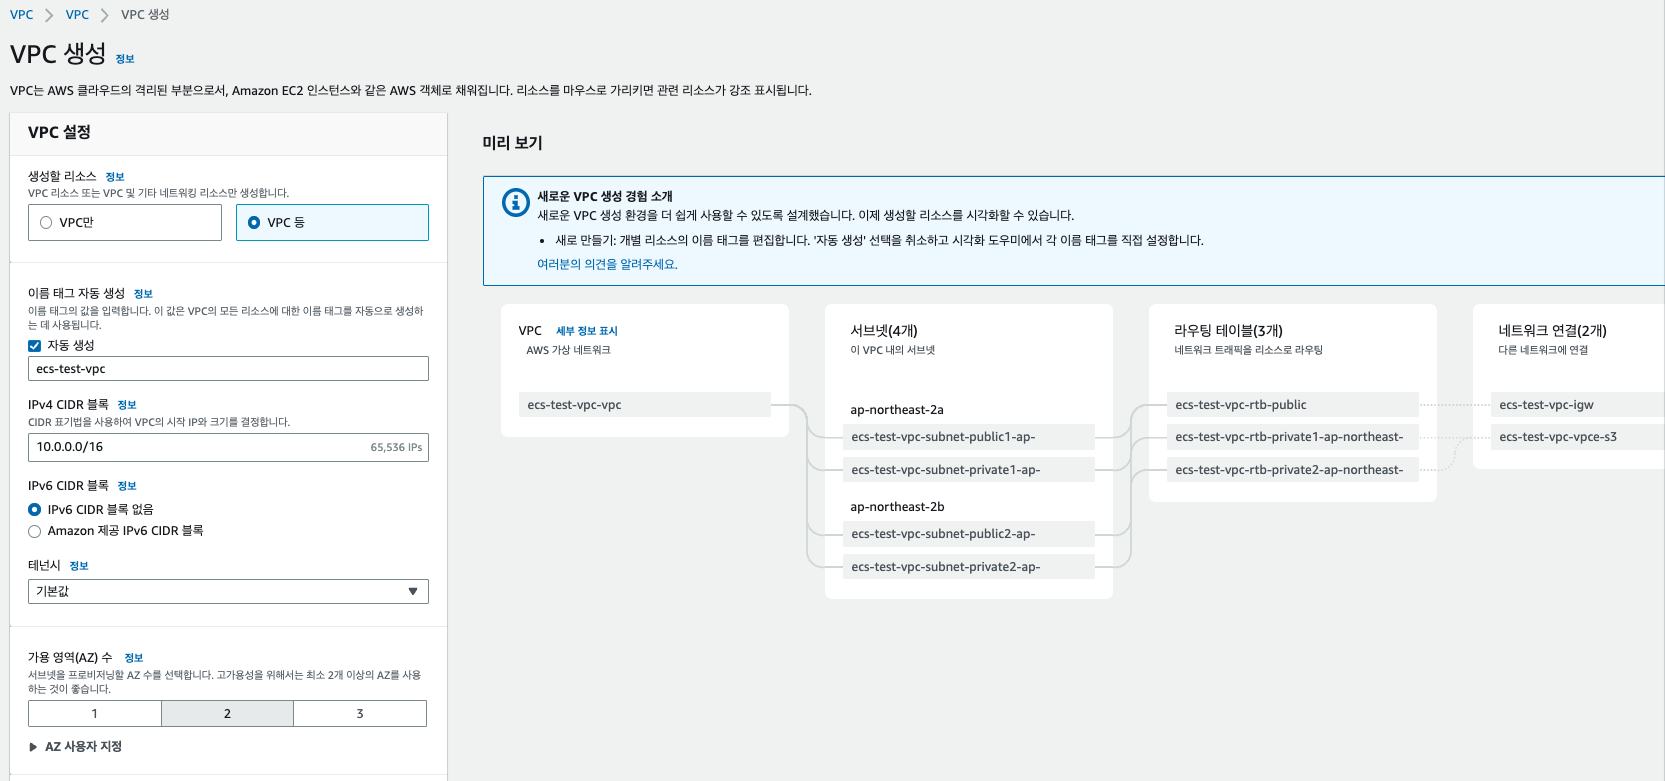 VPC > VPC > VPC 생성
VPC 생성 정보
VPC는 AWS 클라우드의 격리된 부분으로서, Amazon EC2 인스턴스와 같은 AWS 객체로 채워집니다. 리소스를 마우스로 가리키면 관련 리소스가 강조 표시됩니다.
VPC 설정
생성할 리소스 정보
VPC 리소스 또는 VPC 및 기타 네트워킹 리소스만 생성합니다.
VPC만
VPC 등
이름 태그 자동 생성 정보
이름 태그의 값을 입력합니다. 이 값은 VPC의 모든 리소스에 대한 이름 태그를 자동으로 생성하
는 데 사용됩니다.
자동 생성
ecs-test-vpc
IPv4 CIDR 블록 정보
CIDR 표기법을 사용하여 VPC의 시작 IP와 크기를 결정합니다.
10.0.0.0/16 65,536 IPs
IPv6 CIDR 블록 정보
IPv6 CIDR 블록 없음
Amazon 제공 IPv6 CIDR 블록
테넌시 정보
기본값
가용 영역(AZ) 수 정보
서브넷을 프로비저닝할 AZ 수를 선택합니다. 고가용성을 위해서는 최소 2개 이상의 AZ를 사용
하는 것이 좋습니다.
1 2 3
AZ 사용자 지정
미리 보기
새로운 VPC 생성 경험 소개
새로운 VPC 생성 환경을 더 쉽게 사용할 수 있도록 설계했습니다. 이제 생성할 리소스를 시각화할 수 있습니다.
• 새로 만들기: 개별 리소스의 이름 태그를 편집합니다. '자동 생성' 선택을 취소하고 시각화 도우미에서 각 이름 태그를 직접 설정합니다.
여러분의 의견을 알려주세요.
VPC 세부 정보 표시
AWS 가상 네트워크
ecs-test-vpc-vpc
서브넷(4개)
이 VPC 내의 서브넷
ap-northeast-2a
ecs-test-vpc-subnet-public1-ap-
ecs-test-vpc-subnet-private1-ap-
ap-northeast-2b
ecs-test-vpc-subnet-public2-ap-
ecs-test-vpc-subnet-private2-ap-
라우팅 테이블(3개)
네트워크 트래픽을 리소스로 라우팅
ecs-test-vpc-rtb-public
ecs-test-vpc-rtb-private1-ap-northeast-
ecs-test-vpc-rtb-private2-ap-northeast-
네트워크 연결(2개)
다른 네트워크에 연결
ecs-test-vpc-igw
ecs-test-vpc-vpce-s3